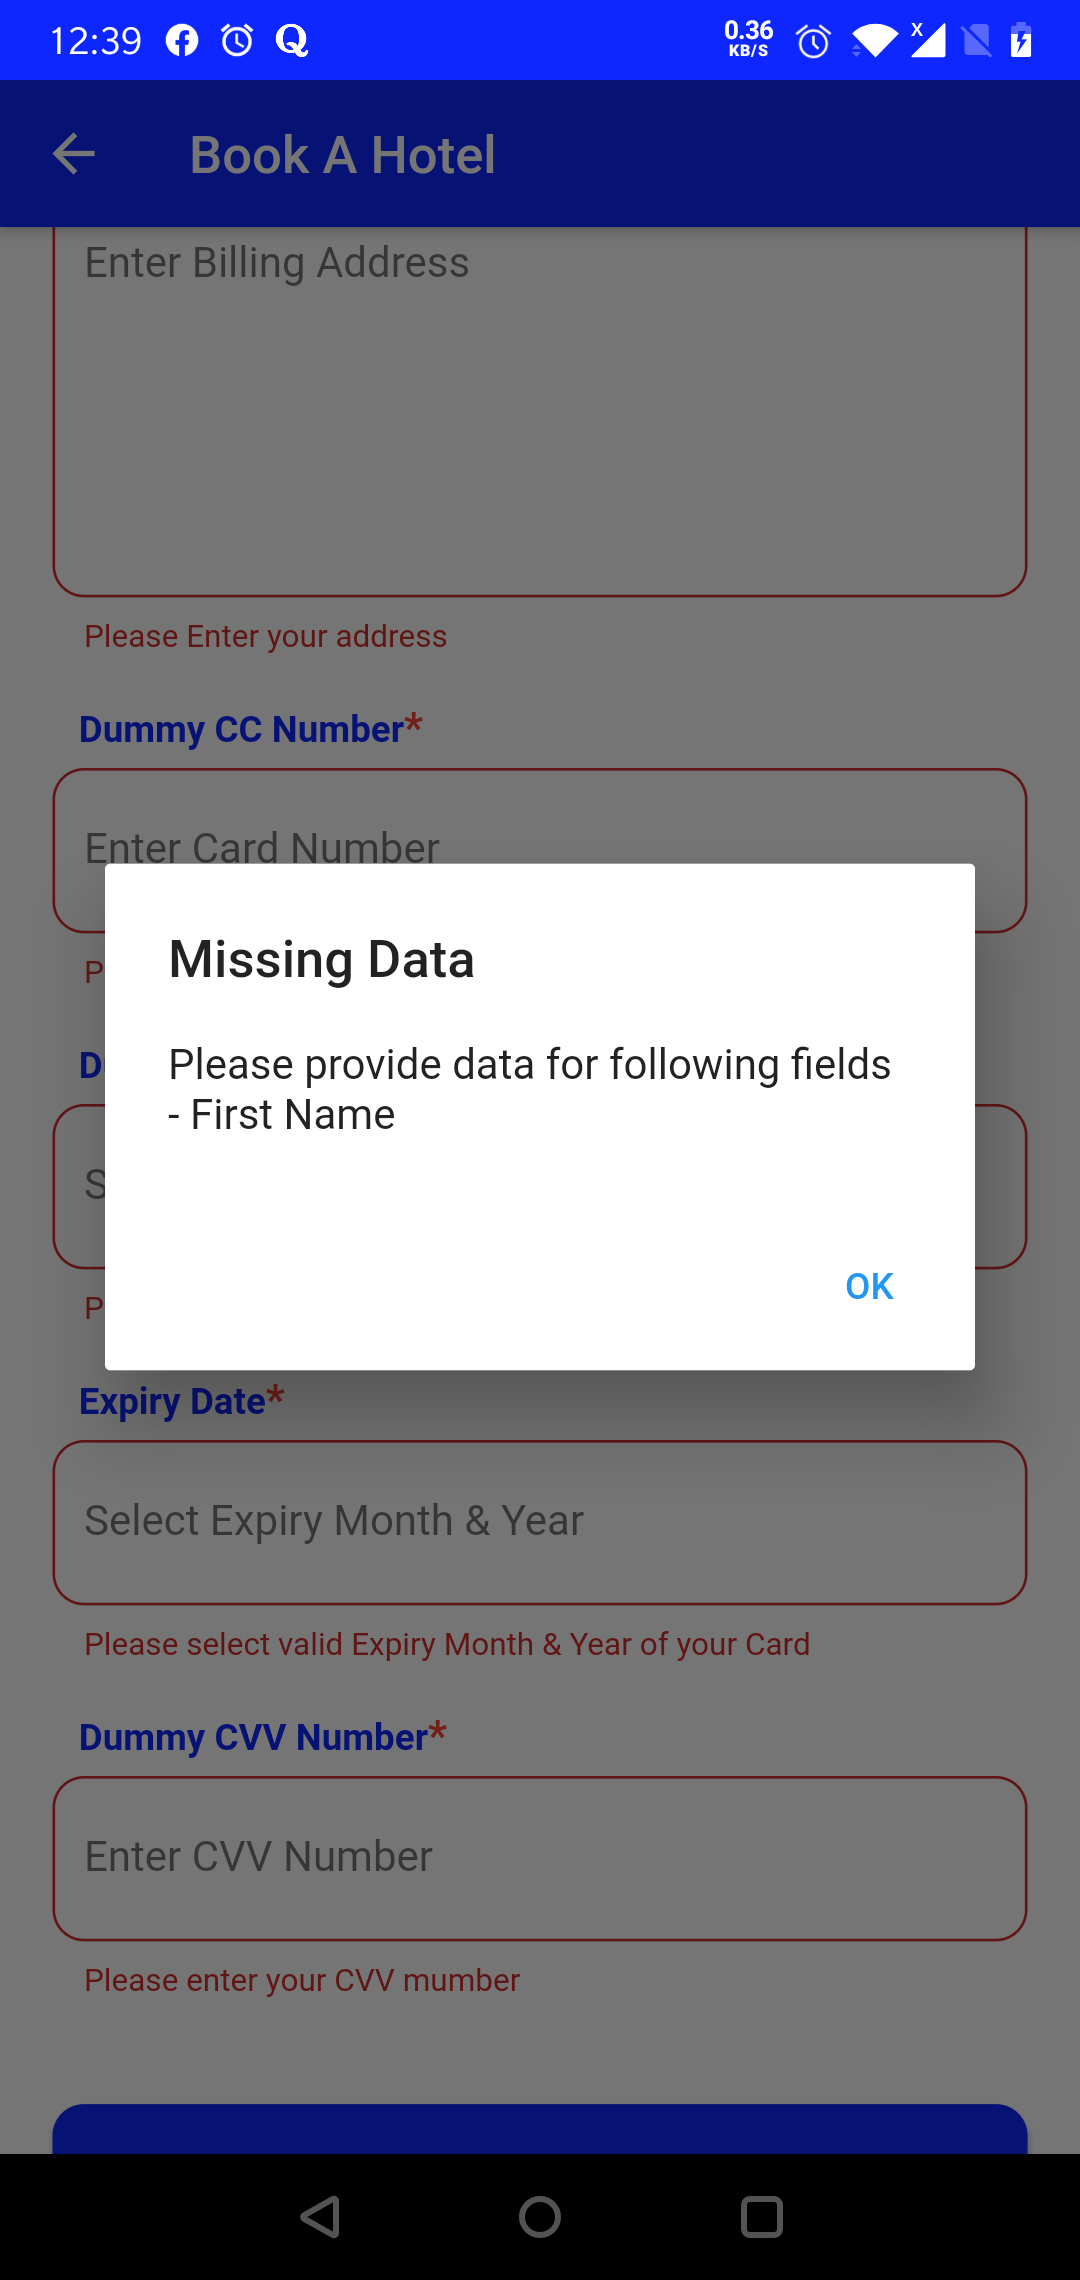 12:39
0.36
KB/S
Book A Hotel
Enter Billing Address
Please Enter your address
Dummy CC Number*
Enter Card Number
Missing Data
Please provide data for following fields
- First Name
OK
Expiry Date*
Select Expiry Month & Year
Please select valid Expiry Month & Year of your Card
Dummy CVV Number*
Enter CVV Number
Please enter your CVV mumber